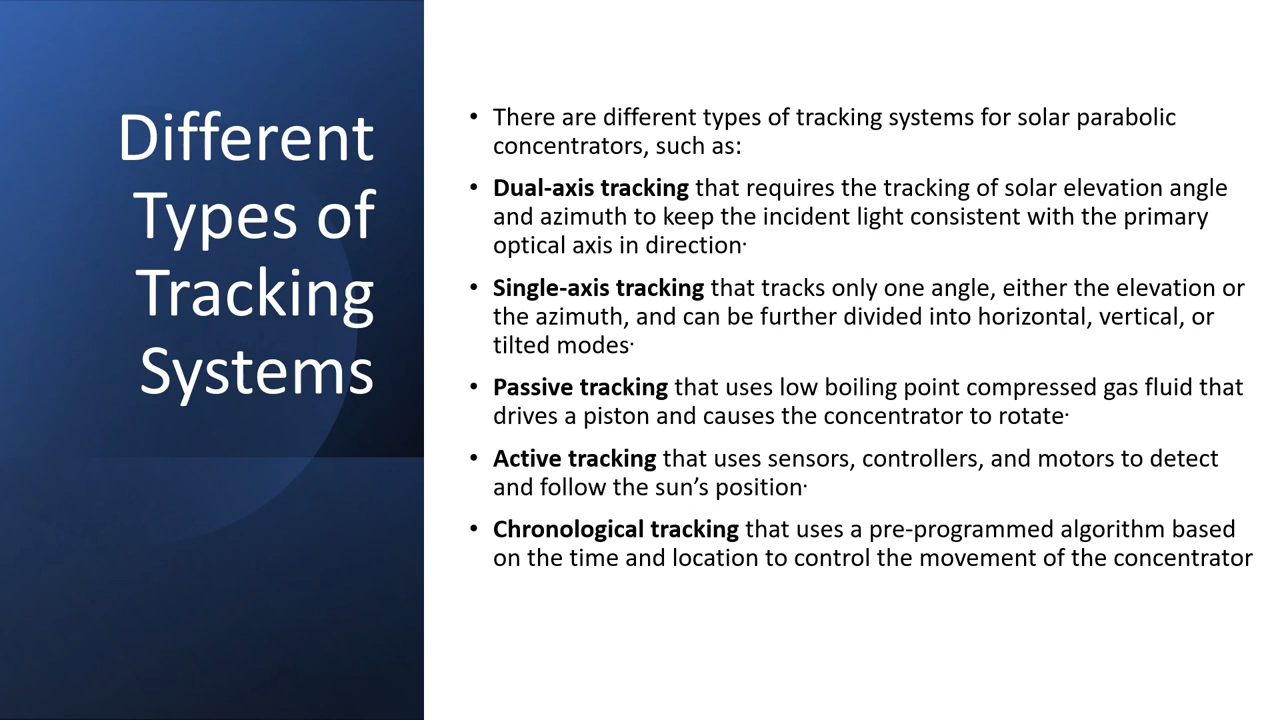 Different
Types of
Tracking
Systems
• There are different types of tracking systems for solar parabolic
concentrators, such as:
• Dual-axis tracking that requires the tracking of solar elevation angle
and azimuth to keep the incident light consistent with the primary
optical axis in direction·
• Single-axis tracking that tracks only one angle, either the elevation or
the azimuth, and can be further divided into horizontal, vertical, or
tilted modes·
• Passive tracking that uses low boiling point compressed gas fluid that
drives a piston and causes the concentrator to rotate·
• Active tracking that uses sensors, controllers, and motors to detect
and follow the sun’s position·
• Chronological tracking that uses a pre-programmed algorithm based
on the time and location to control the movement of the concentrator